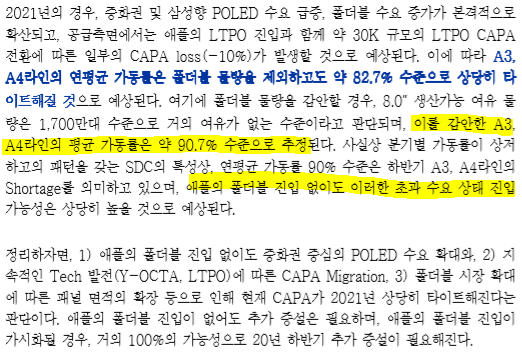 2021년의 경우, 중화권 및 삼성향 POLED 수요 급증, 폴더블 수요 증가가 본격적으로
확산되고, 공급측면에서는 애플의 LTPO 진입과 함께 약 30K 규모의 LTPO CAPA
전환에 따른 일부의 CAPA loss(-10%)가 발생할 것으로 예상된다. 이에 따라 A3,
A4라인의 연평균 가동률은 폴더블 물량을 제외하고도 약 82.7% 수준으로 상당히 타
이트해질 것으로 예상된다. 여기에 폴더블 물량을 감안할 경우, 8.0" 생산가능 여유 물
량은 1,700만대 수준으로 거의 여유가 없는 수준이라고 판단되며, 이를 감안한 A3,
A4라인의 평균 가동률은 약 90.7% 수준으로 추정된다. 사실상 분기별 가동률이 상저
하고의 패턴을 갖는 SDC의 특성상, 연평균 가동률 90% 수준은 하반기 A3, A4라인의
Shortage를 의미하고 있으며, 애플의 폴더블 진입 없이도 이러한 초과 수요 상태 진입
가능성은 상당히 높을 것으로 예상된다.
정리하자면, 1) 애플의 폴더블 진입 없이도 중화권 중심의 POLED 수요 확대와, 2) 지
속적인 Tech 발전(Y-OCTA, LTPO)에 따른 CAPA Migration, 3) 폴더블 시장 확대
에 따른 패널 면적의 확장 등으로 인해 현재 CAPA가 2021년 상당히 타이트해진다는
판단이다. 애플의 폴더블 진입이 없어도 추가 증설은 필요하며, 애플의 폴더블 진입이
가시화될 경우, 거의 100%의 가능성으로 20년 하반기 추가 증설이 필요해진다.